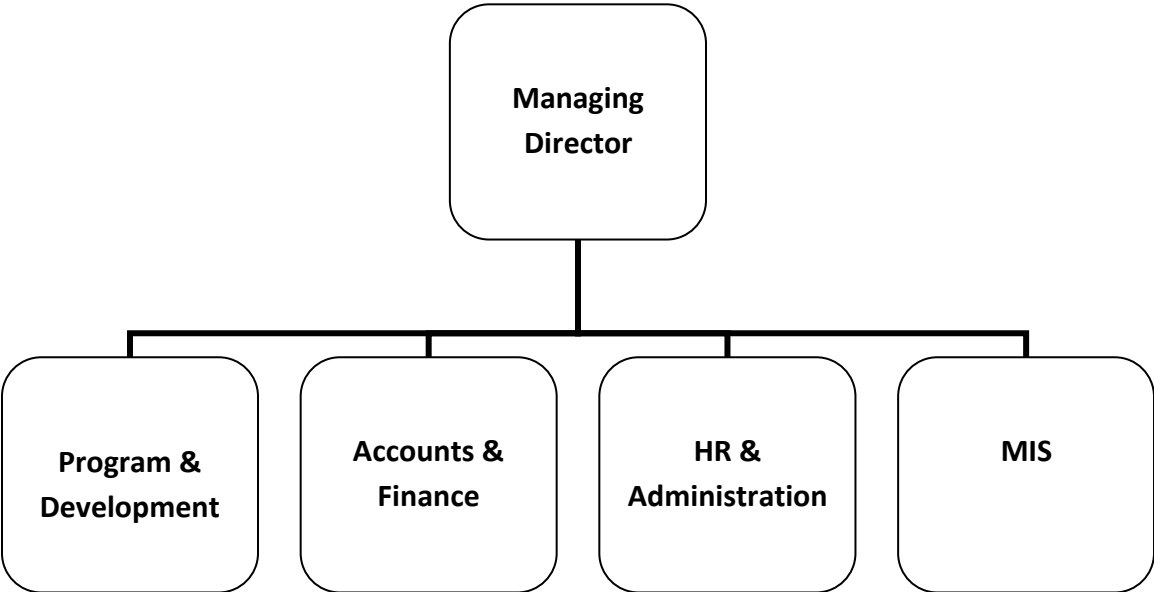 Managing
Director
Program &
Development
Accounts &
Finance
HR &
Administration
MIS